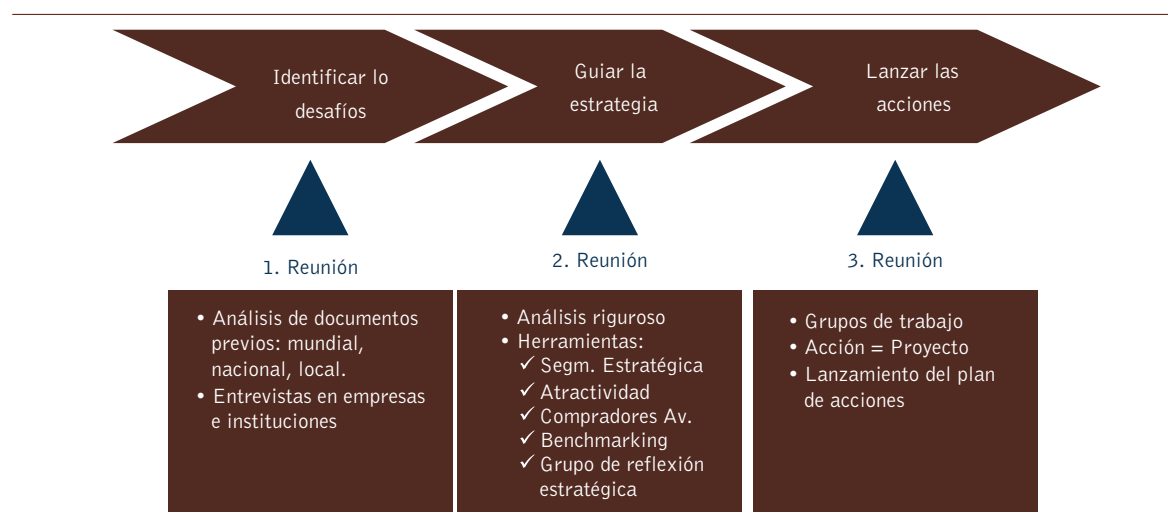 Identificar lo
desafíos
Guiar la
estrategia
Lanzar las
acciones
1. Reunión
2. Reunión
3. Reunión
• Análisis de documentos
previos: mundial,
nacional, local.
• Entrevistas en empresas
e instituciones
• Análisis riguroso
• Herramientas:
✓ Segm. Estratégica
✓ Atractividad
✓ Compradores Av.
✓ Benchmarking
✓ Grupo de reflexión
estratégica
• Grupos de trabajo
• Acción = Proyecto
• Lanzamiento del plan
de acciones